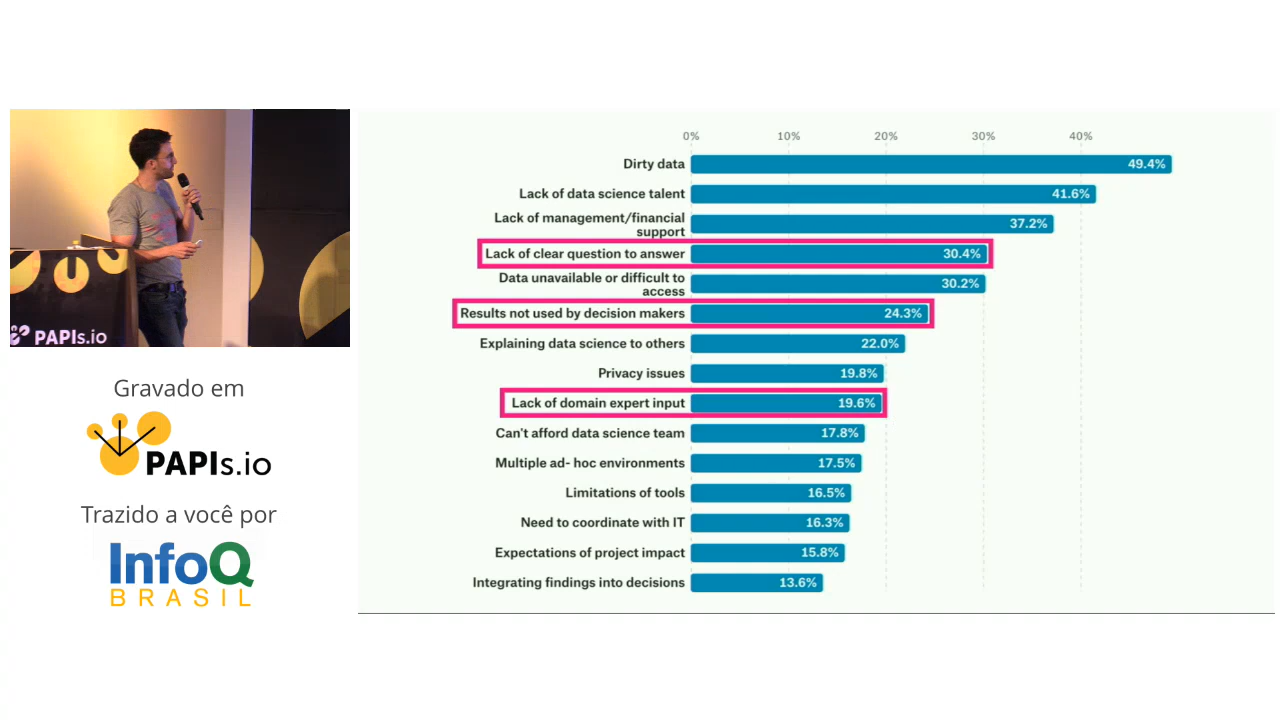 PAPIs.io
Gravado em
PAPIs.io
Trazido a você por
InfoQ
BRASIL
0% 10% 20% 30% 40%
Dirty data 49.4%
Lack of data science talent 41.6%
Lack of management/financial
support 37.2%
Lack of clear question to answer 30.4%
Data unavailable or difficult to
access 30.2%
Results not used by decision makers 24.3%
Explaining data science to others 22.0%
Privacy issues 19.8%
Lack of domain expert input 19.6%
Can't afford data science team 17.8%
Multiple ad- hoc environments 17.5%
Limitations of tools 16.5%
Need to coordinate with IT 16.3%
Expectations of project impact 15.8%
Integrating findings into decisions 13.6%